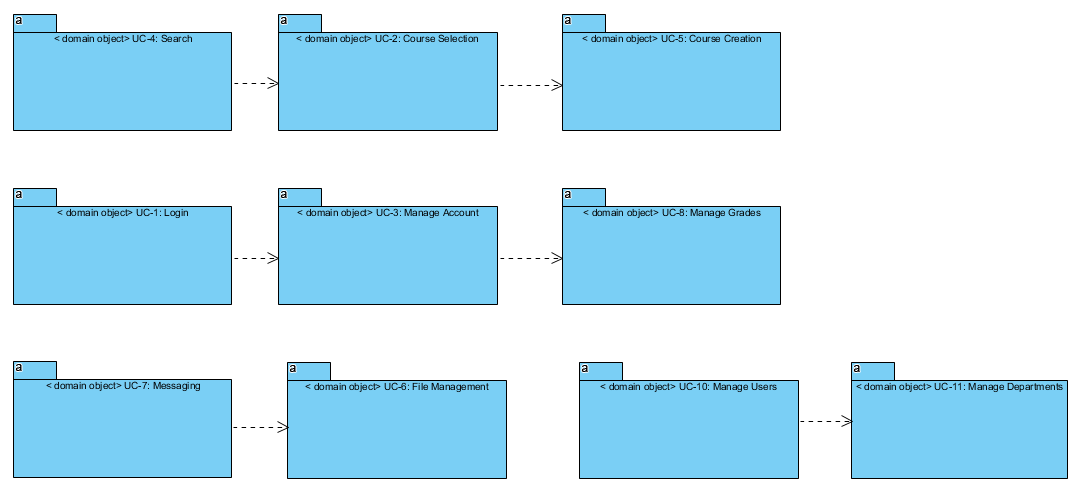 a
< domain object> UC-4: Search
a
< domain object> UC-2: Course Selection
a
< domain object> UC-5: Course Creation
a
< domain object> UC-1: Login
a
< domain object> UC-3: Manage Account
a
< domain object> UC-8: Manage Grades
a
< domain object> UC-7: Messaging
a
< domain object> UC-6: File Management
a
< domain object> UC-10: Manage Users
a
< domain object> UC-11: Manage Departments